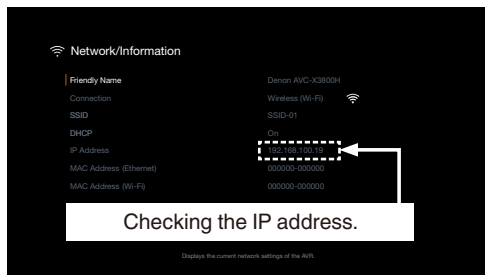 Network/Information
Friendly Name Denon AVC-X3800H
Connection Wireless (Wi-Fi)
SSID SSID-01
DHCP On
IP Address 192.168.100.19
MAC Address (Ethernet) 000000-000000
MAC Address (Wi-Fi) 000000-000000
Checking the IP address.
Displays the current network settings of the AVR.